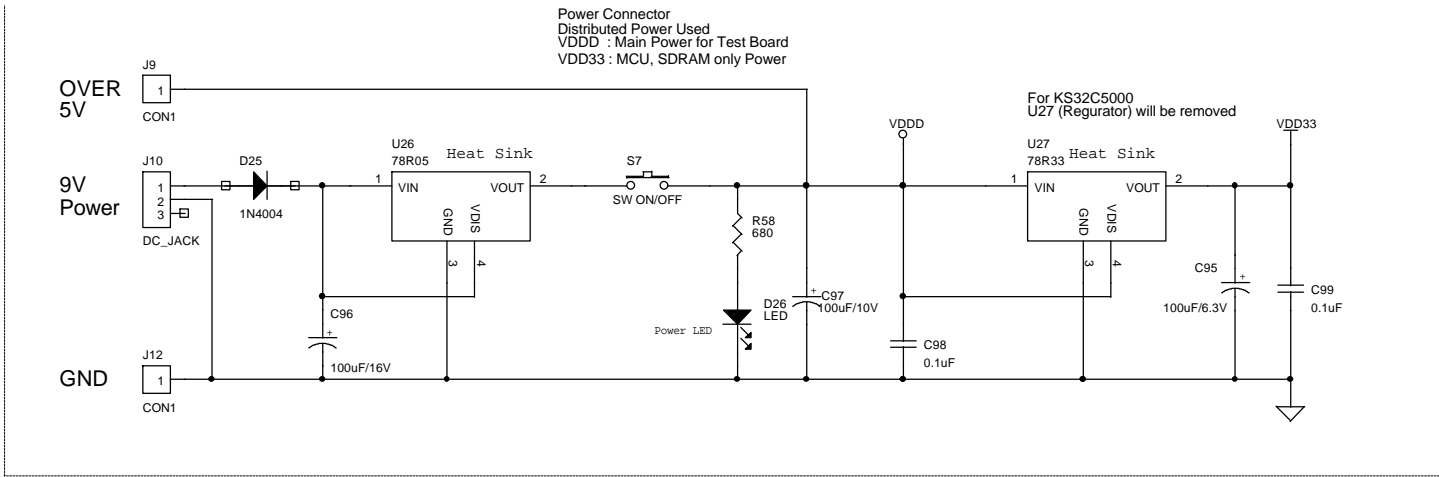 Power Connector
Distributed Power Used
VDDD : Main Power for Test Board
VDD33 : MCU, SDRAM only Power
OVER
5V
J9
1
CON1
9V
Power
J10
1
2
3
DC_JACK
D25
1N4004
U26
78R05
Heat Sink
1
VIN
VOUT
2
GND
VDIS
3
4
S7
SW ON/OFF
R58
680
D26
LED
Power LED
C96
+
100uF/16V
C97
+
100uF/10V
VDDD
C98
0.1uF
For KS32C5000
U27 (Regurator) will be removed
U27
78R33
Heat Sink
1
VIN
VOUT
2
GND
VDIS
3
4
VDD33
C95
+
100uF/6.3V
C99
0.1uF
GND
J12
1
CON1